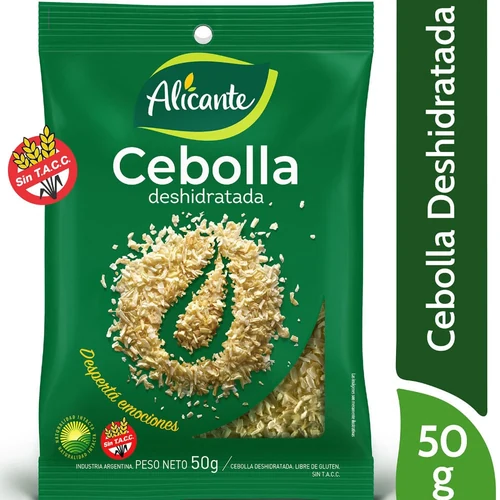 Alicante
Cebolla
deshidratada
Sin T.A.C.C.
Despertá emociones
Sin T.A.C.C.
INDUSTRIA ARGENTINA. PESO NETO 50g / CEBOLLA DESHIDRATADA. LIBRE DE GLUTEN,
SIN T.A.C.C.
Cebolla Deshidratada
50
g